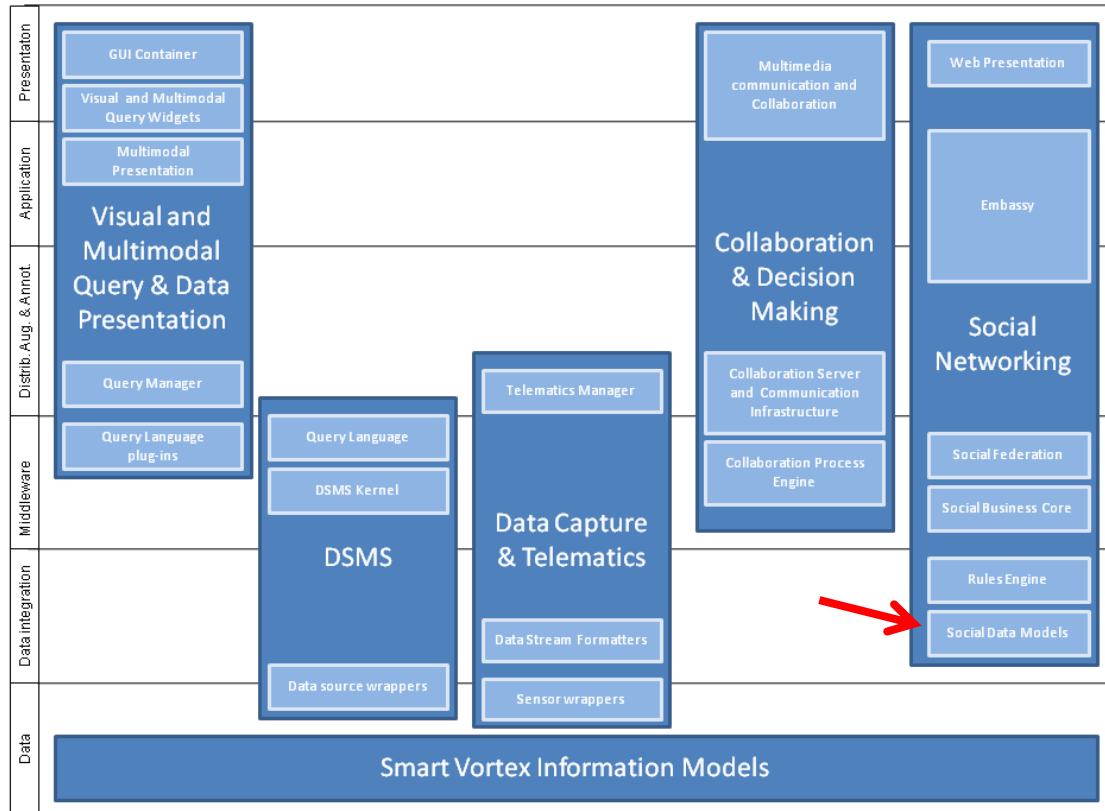 Presentaton
Application
Distrib. Aug. & Annot.
Middleware
Data integration
Data
GUI Container
Visual and Multimodal
Query Widgets
Multimodal
Presentation
Visual and
Multimodal
Query & Data
Presentation
Query Manager
Query Language
plug-ins
Query Language
DSMS Kernel
DSMS
Data source wrappers
Telematics Manager
Data Capture
& Telematics
Data Stream Formatters
Sensor wrappers
Multimedia
communication and
Collaboration
Collaboration
& Decision
Making
Collaboration Server
and Communication
Infrastructure
Collaboration Process
Engine
Web Presentation
Embassy
Social
Networking
Social Federation
Social Business Core
Rules Engine
Social Data Models
Smart Vortex Information Models